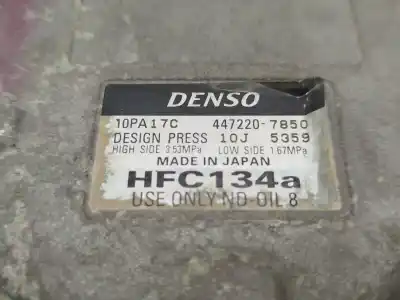 DENSO
10PA17C 447220-7850
DESIGN PRESS 10J 5359
HIGH SIDE 3.53MPa LOW SIDE 1.67MPa
MADE IN JAPAN
HFC134a
USE ONLY ND-OIL 8